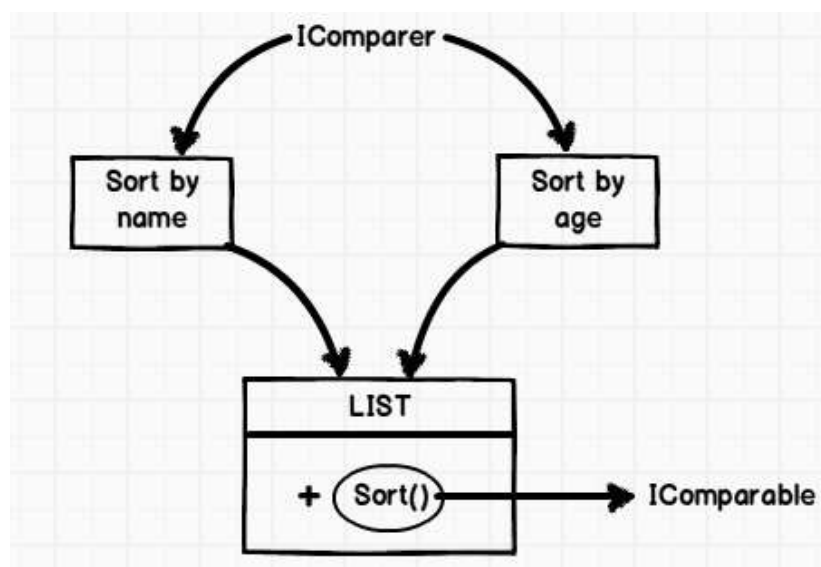 IComparer
Sort by
name
Sort by
age
LIST
+ Sort()
IComparable